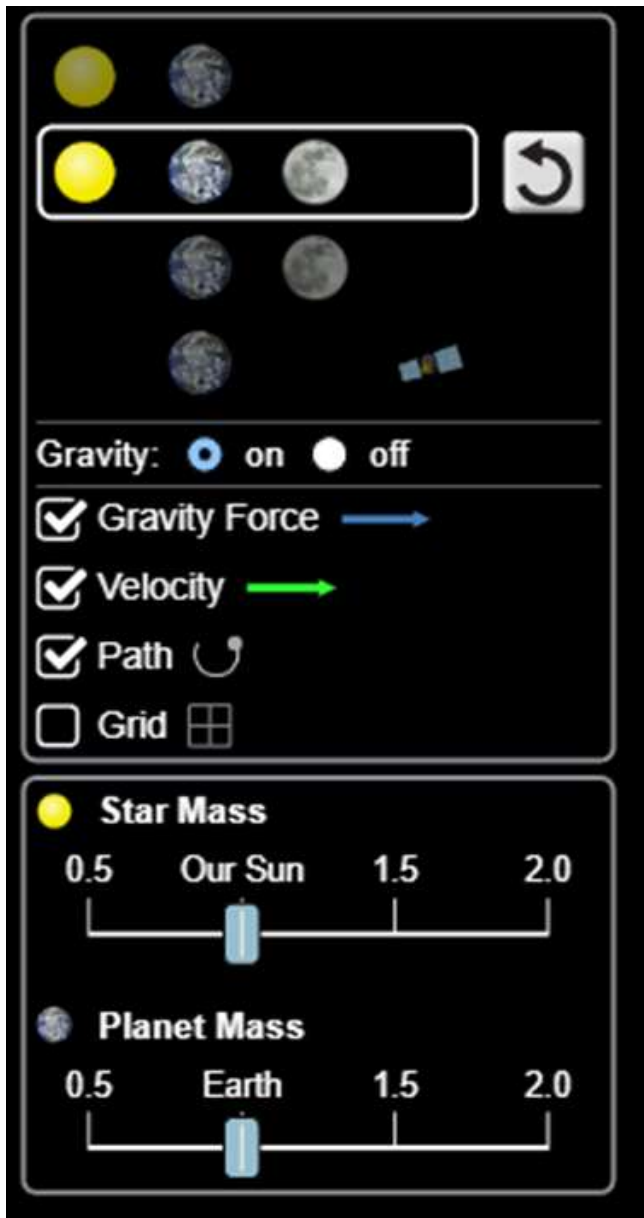 Gravity: on off
Gravity Force
Velocity
Path
Grid
Star Mass
0.5 Our Sun 1.5 2.0
Planet Mass
0.5 Earth 1.5 2.0